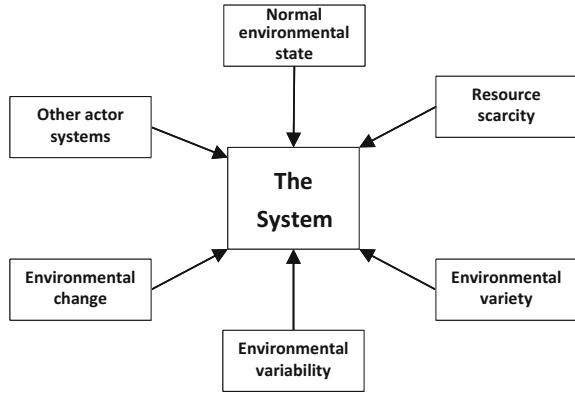 Normal
environmental
state
Resource
scarcity
Other actor
systems
The
System
Environmental
change
Environmental
variety
Environmental
variability